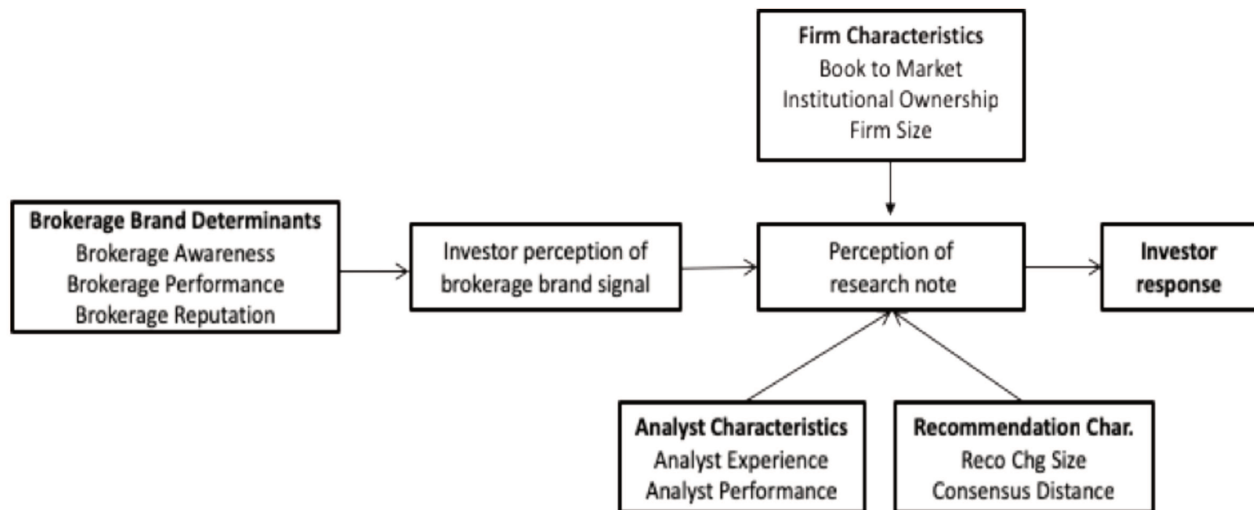 Firm Characteristics
Book to Market
Institutional Ownership
Firm Size
Brokerage Brand Determinants
Brokerage Awareness
Brokerage Performance
Brokerage Reputation
Investor perception of
brokerage brand signal
Perception of
research note
Investor
response
Analyst Characteristics
Analyst Experience
Analyst Performance
Recommendation Char.
Reco Chg Size
Consensus Distance